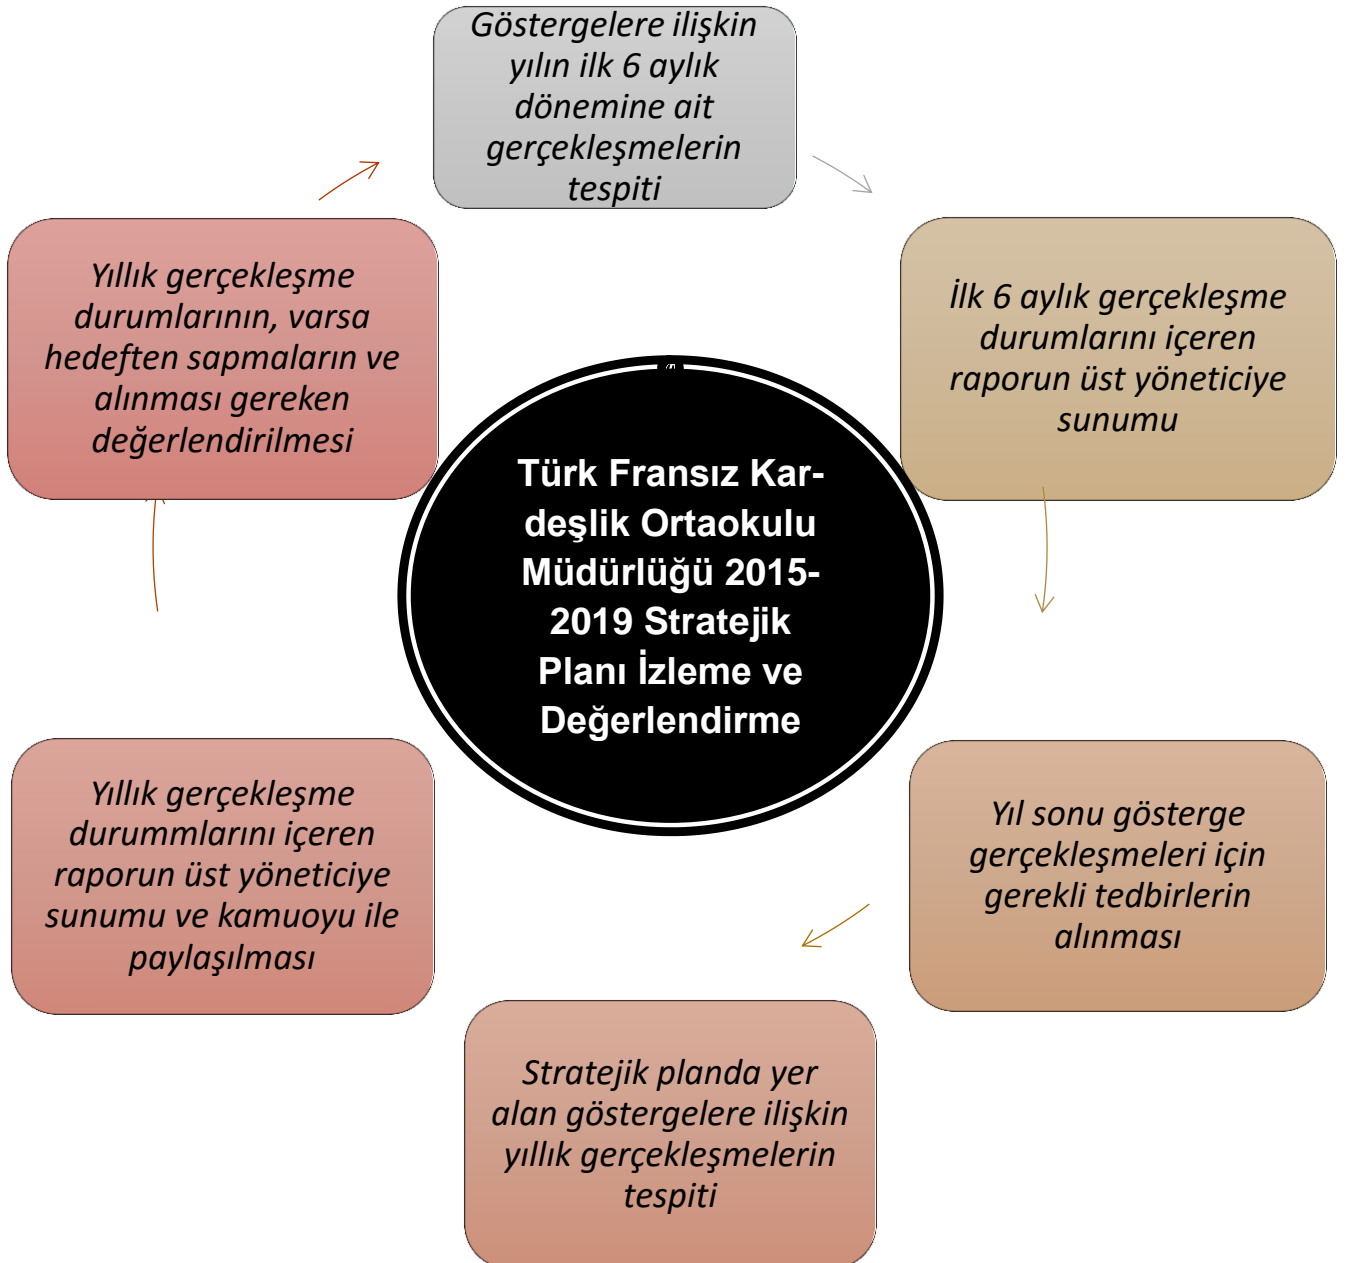 Göstergelere ilişkin
yılın ilk 6 aylık
dönemine ait
gerçekleşmelerin
tespiti
İlk 6 aylık gerçekleşme
durumlarını içeren
raporun üst yöneticiye
sunumu
Yıl sonu gösterge
gerçekleşmeleri için
gerekli tedbirlerin
alınması
Stratejik planda yer
alan göstergelere ilişkin
yıllık gerçekleşmelerin
tespiti
Yıllık gerçekleşme
durummlarını içeren
raporun üst yöneticiye
sunumu ve kamuoyu ile
paylaşılması
Yıllık gerçekleşme
durumlarının, varsa
hedeften sapmaların ve
alınması gereken
değerlendirilmesi
Türk Fransız Kar-
deşlik Ortaokulu
Müdürlüğü 2015-
2019 Stratejik
Planı İzleme ve
Değerlendirme